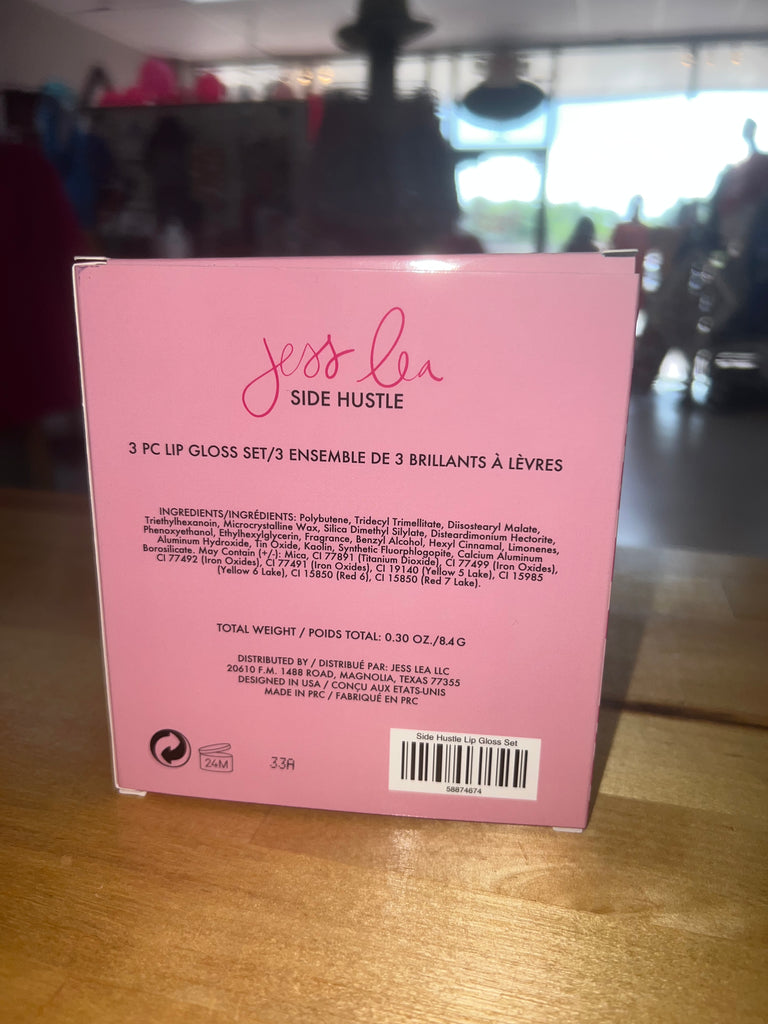 jess lea
SIDE HUSTLE
3 PC LIP GLOSS SET/3 ENSEMBLE DE 3 BRILLANTS À LÈVRES
INGREDIENTS/INGRÉDIENTS: Polybutene, Tridecyl Trimellitate, Diisostearyl Malate,
Triethylhexanoin, Microcrystalline Wax, Silica Dimethyl Silylate, Disteardimonium Hectorite,
Phenoxyethanol, Ethylhexylglycerin, Fragrance, Benzyl Alcohol, Hexyl Cinnamal, Limonenes,
Aluminum Hydroxide, Tin Oxide, Kaolin, Synthetic Fluorphlogopite, Calcium Aluminum
Borosilicate. May Contain (+/-): Mica, CI 77891 (Titanium Dioxide), CI 77499 (Iron Oxides),
CI 77492 (Iron Oxides), CI 77491 (Iron Oxides), CI 19140 (Yellow 5 Lake), CI 15985
(Yellow 6 Lake), CI 15850 (Red 6), CI 15850 (Red 7 Lake).
TOTAL WEIGHT / POIDS TOTAL: 0.30 OZ./8.4 G
DISTRIBUTED BY / DISTRIBUÉ PAR: JESS LEA LLC
20610 F.M. 1488 ROAD, MAGNOLIA, TEXAS 77355
DESIGNED IN USA / CONÇU AUX ETATS-UNIS
MADE IN PRC / FABRIQUÉ EN PRC
24M
33A
Side Hustle Lip Gloss Set
58874674